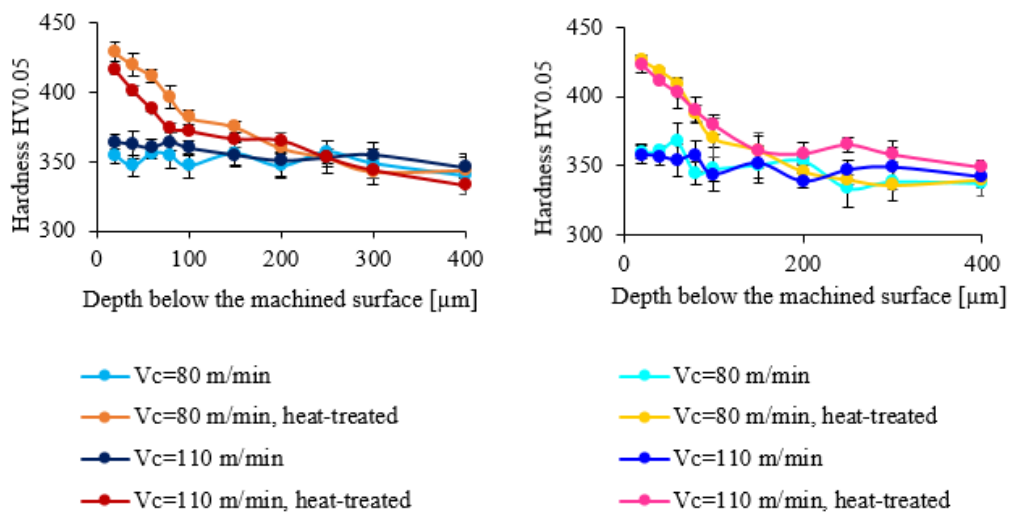 450
400
350
300
Hardness HV0.05
0
100
200
300
400
Depth below the machined surface [µm]
Vc=80 m/min
Vc=80 m/min, heat-treated
Vc=110 m/min
Vc=110 m/min, heat-treated
450
400
350
300
Hardness HV0.05
0
200
400
Depth below the machined surface [µm]
Vc=80 m/min
Vc=80 m/min, heat-treated
Vc=110 m/min
Vc=110 m/min, heat-treated